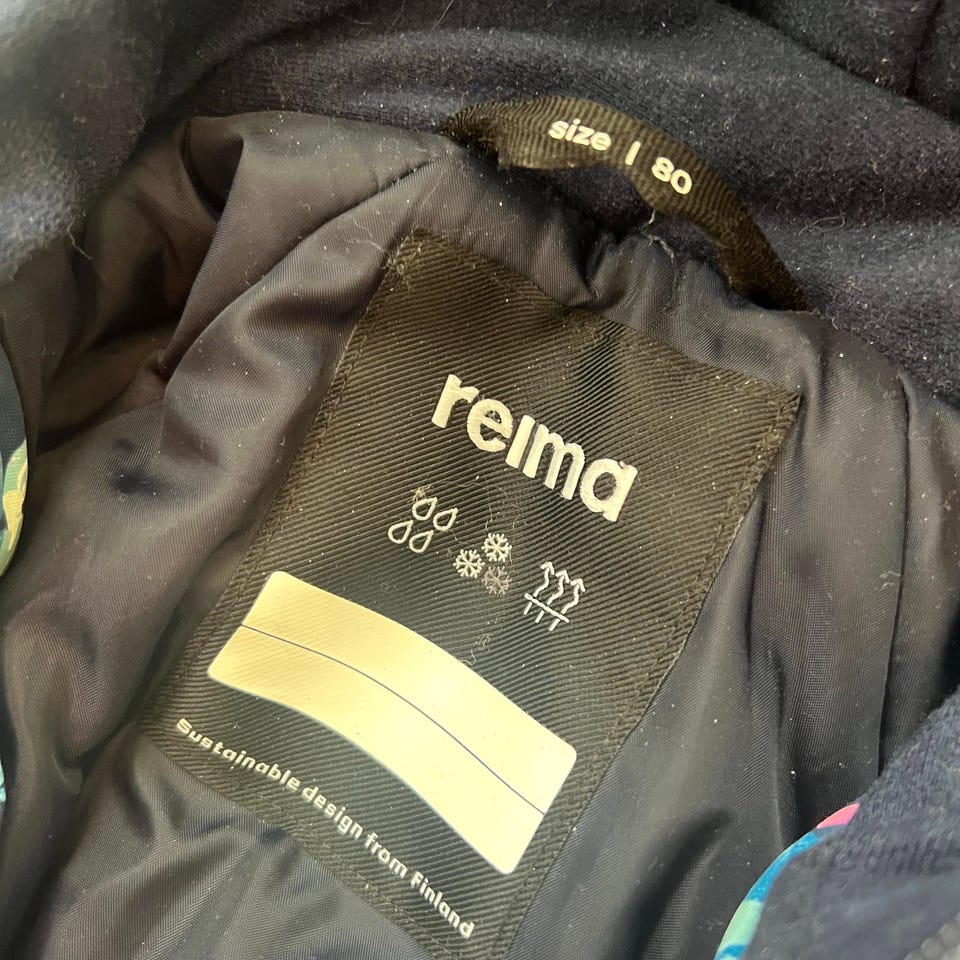 size | 80
reima
Sustainable design from Finland